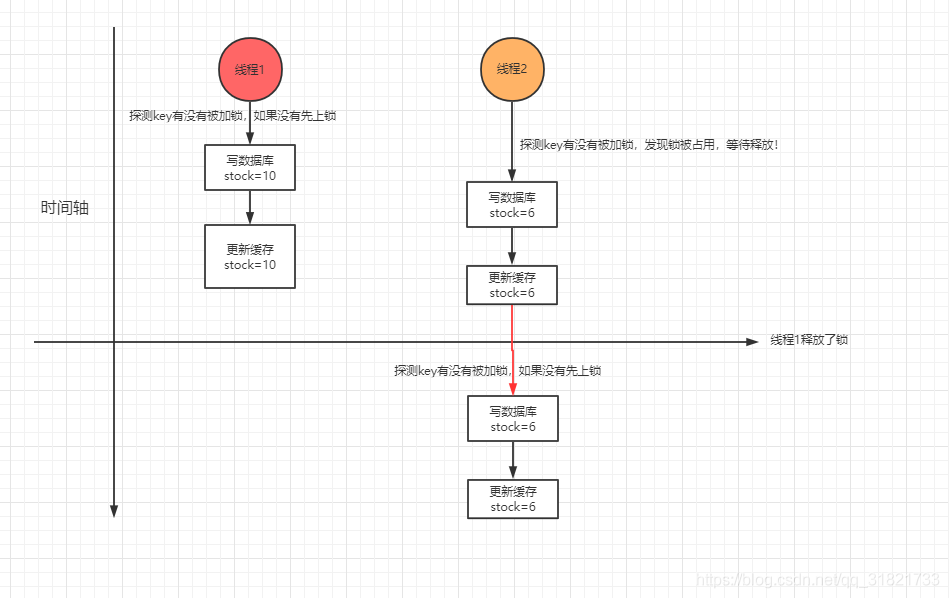 线程1
线程2
探测key有没有被加锁，如果没有先上锁
探测key有没有被加锁，发现锁被占用，等待释放！
写数据库
stock=10
写数据库
stock=6
时间轴
更新缓存
stock=10
更新缓存
stock=6
线程1释放了锁
探测key有没有被加锁，如果没有先上锁
写数据库
stock=6
更新缓存
stock=6
https://blog.csdn.net/qq_31821733